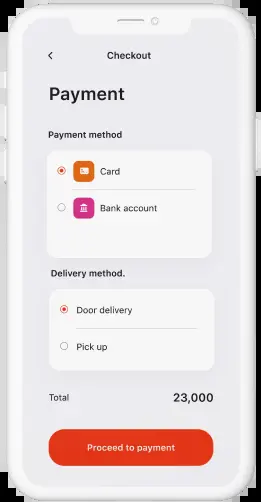 Checkout
Payment
Payment method
Card
Bank account
Delivery method.
Door delivery
Pick up
Total 23,000
Proceed to payment